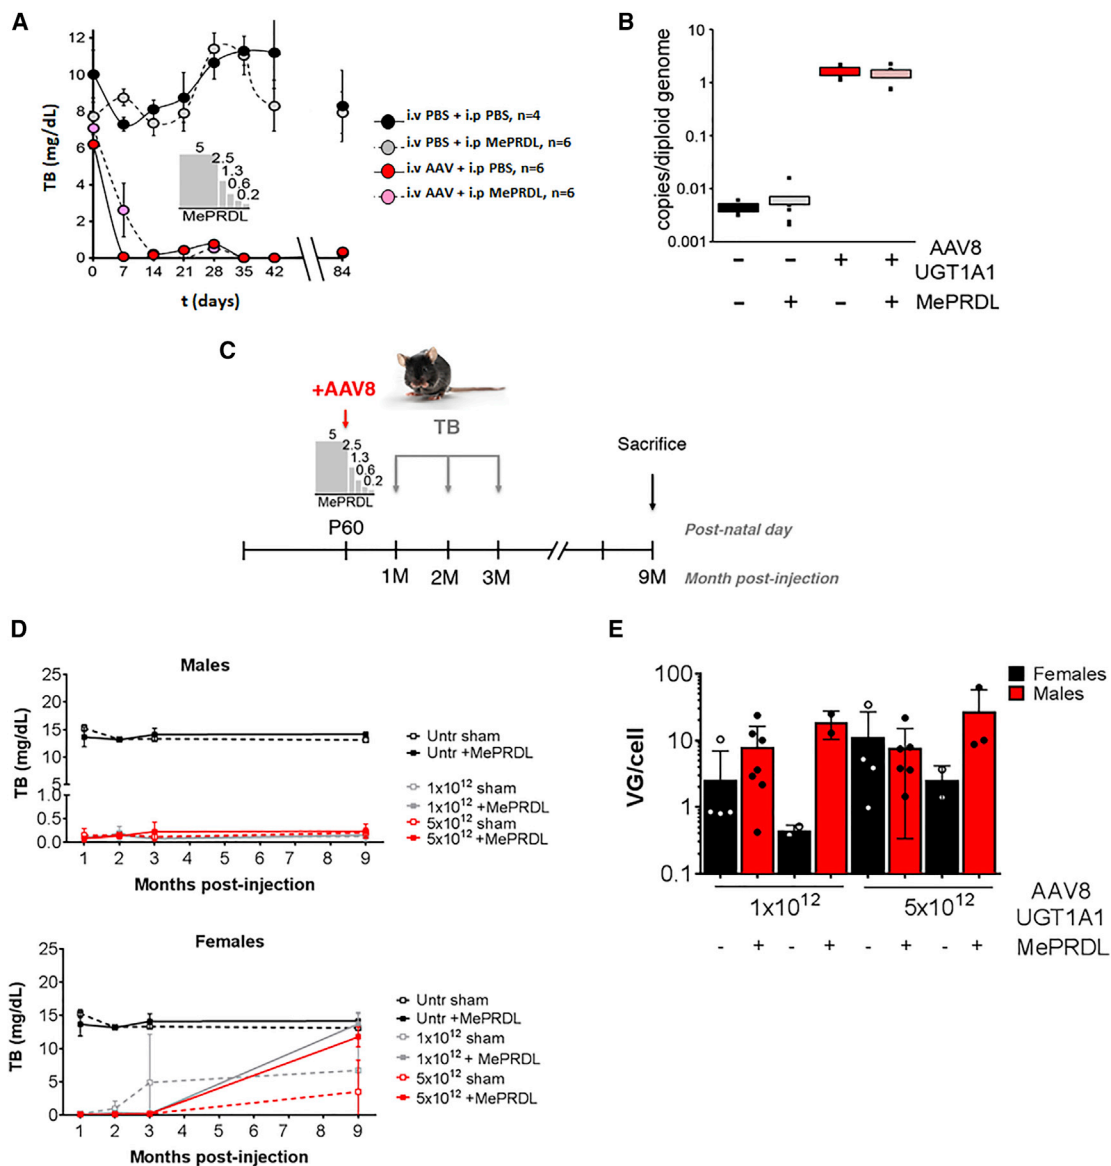 A
12
10
8
6
4
2
0
TB (mg/dL)
5
2.5
1.3
0.6
0.2
MePRDL
0 7 14 21 28 35 42 84
t (days)
i.v PBS + i.p PBS, n=4
i.v PBS + i.p MePRDL, n=6
i.v AAV + i.p PBS, n=6
i.v AAV + i.p MePRDL, n=6
B
10
1
0.1
0.01
0.001
copies/diploid genome
- - + + AAV8
UGT1A1
- + - + MePRDL
C
+AAV8
TB
Sacrifice
5
2.5
1.3
0.6
0.2
MePRDL
P60
Post-natal day
1M 2M 3M 9M Month post-injection
D
Males
25
20
15
10
5
1.0
0.5
0.0
TB (mg/dL)
1 2 3 4 5 6 7 8 9
Months post-injection
Untr sham
Untr +MePRDL
1x10¹² sham
1x10¹² +MePRDL
5x10¹² sham
5x10¹² +MePRDL
Females
25
20
15
10
5
0
TB (mg/dL)
1 2 3 4 5 6 7 8 9
Months post-injection
Untr sham
Untr +MePRDL
1x10¹² sham
1x10¹² + MePRDL
5x10¹² sham
5x10¹² +MePRDL
E
100
10
1
0.1
VG/cell
Females
Males
1x10¹² 5x10¹² AAV8
UGT1A1
- + - + - + - + MePRDL